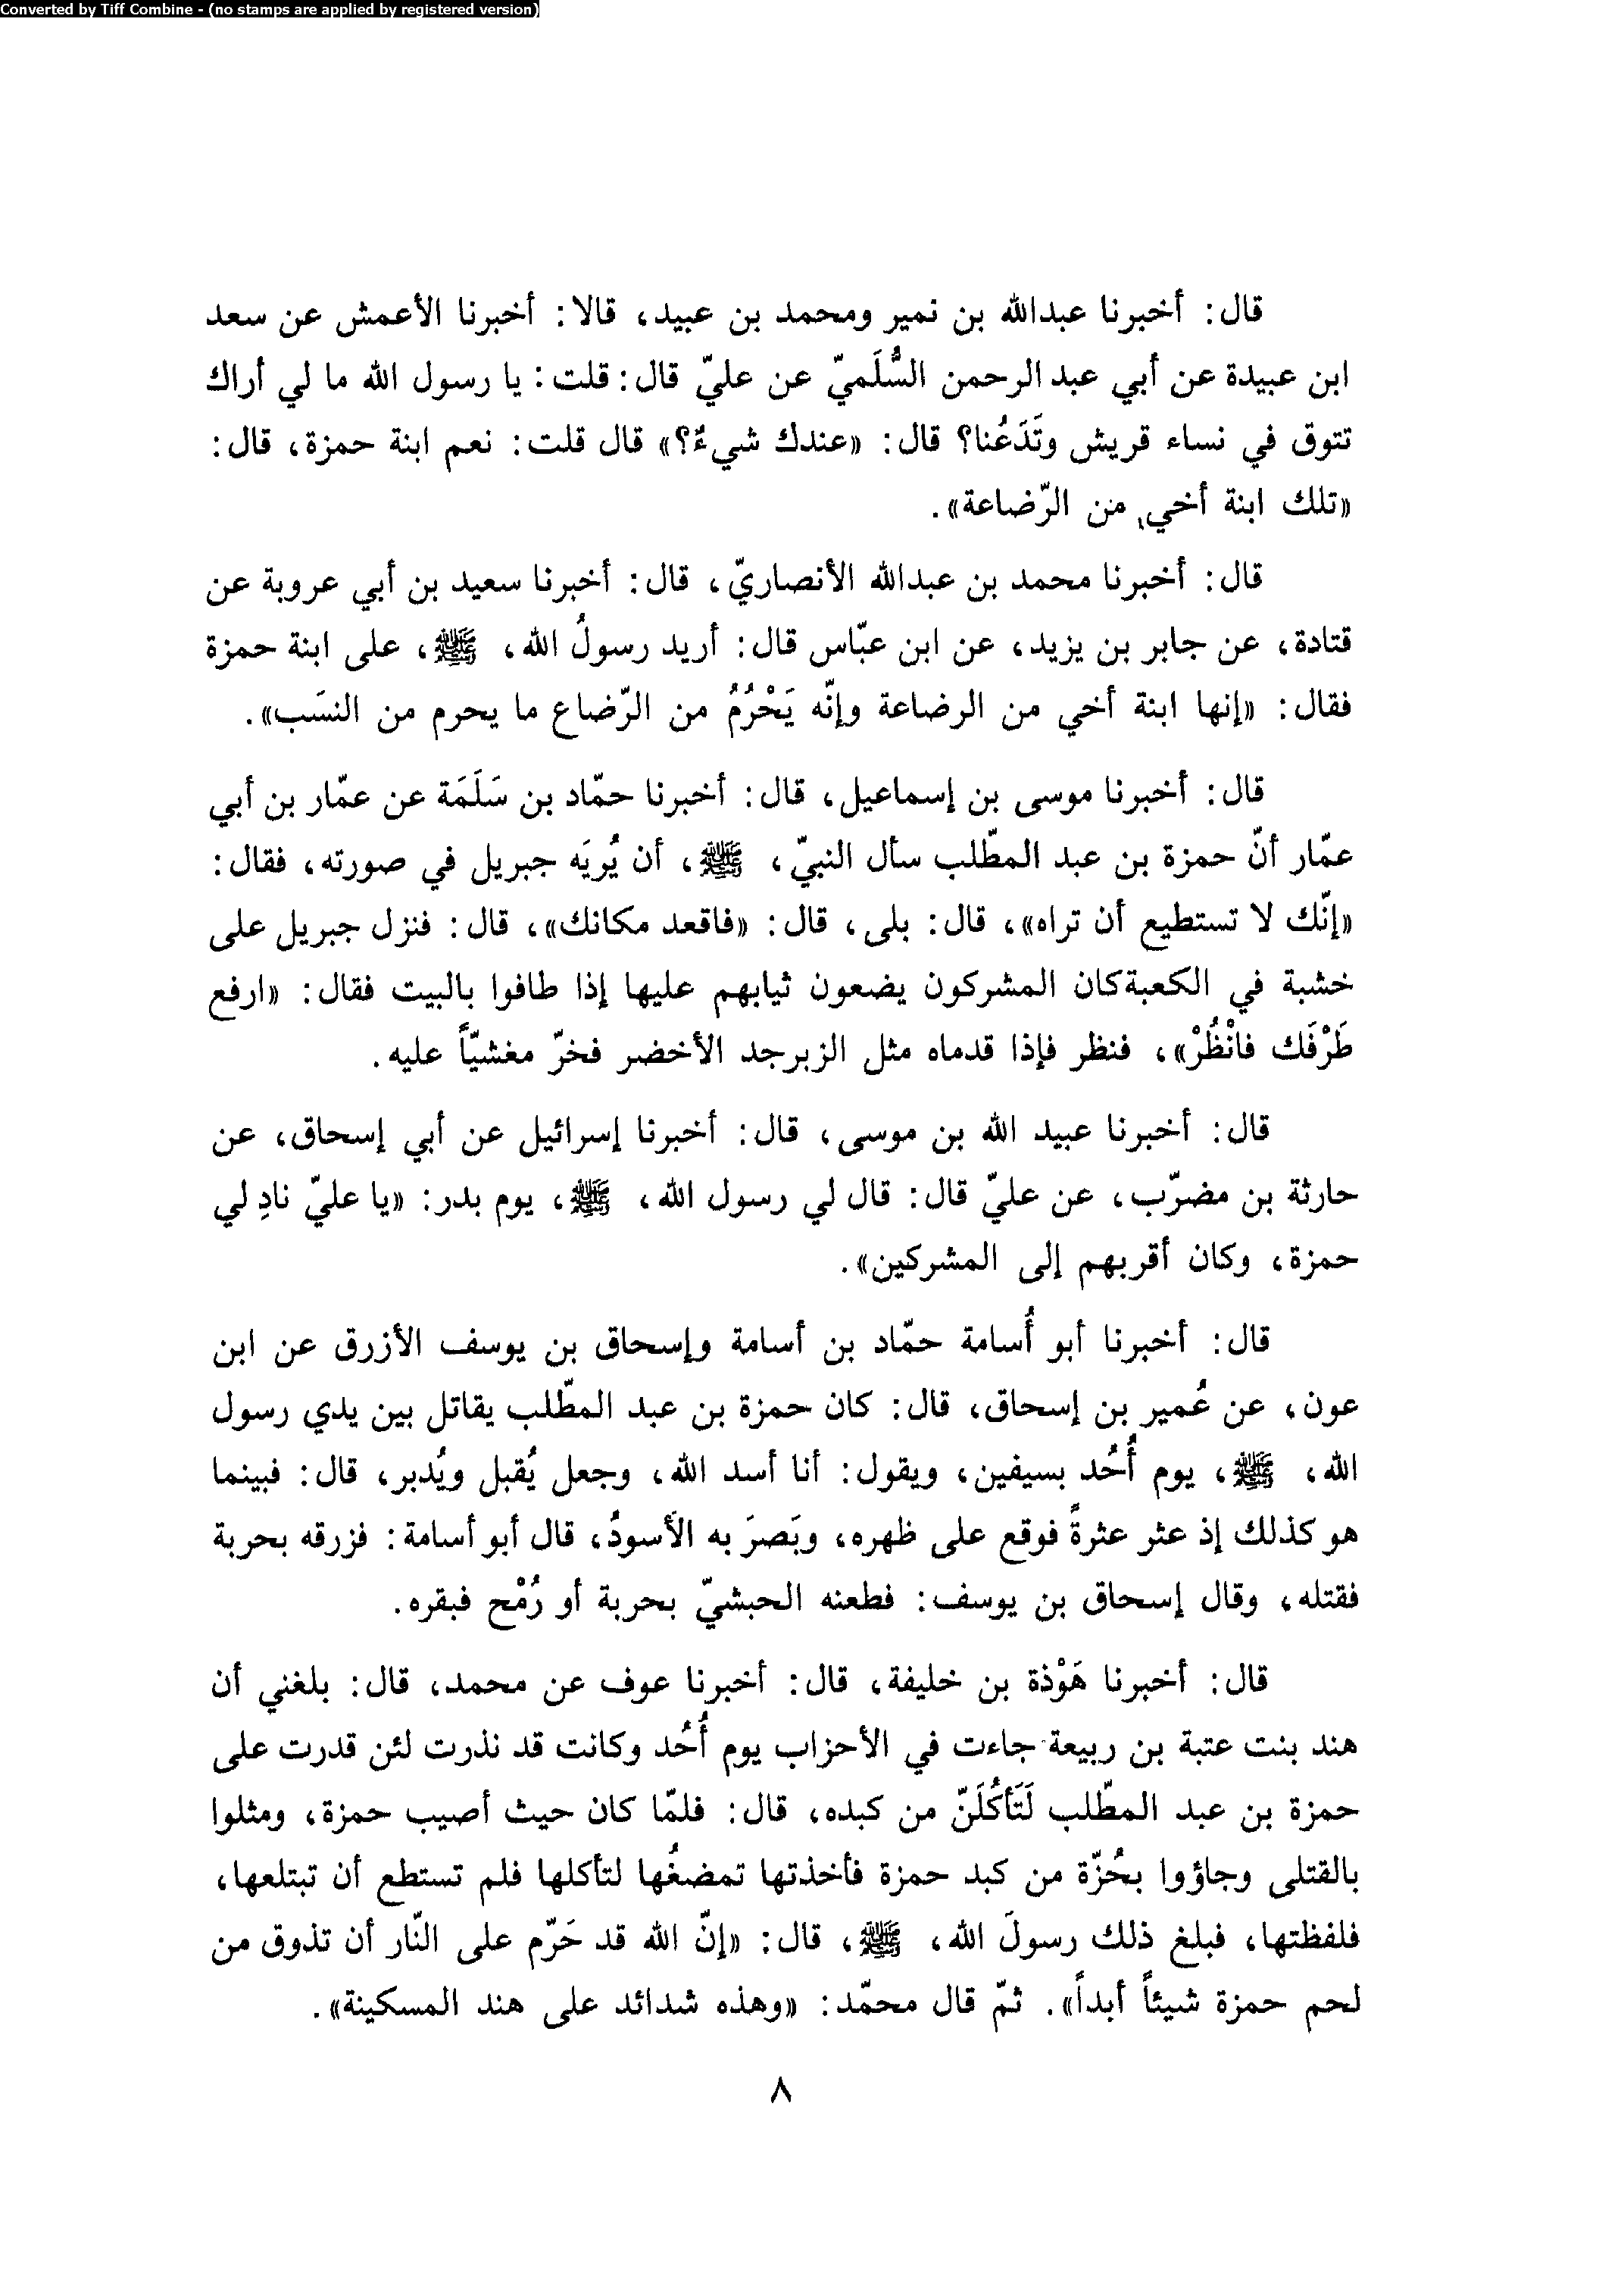 Converted by Tiff Combine - (no stamps are applied by registered version)
قال: أخبرنا عبدالله بن نمير ومحمد بن عبيد، قالا: أخبرنا الأعمش عن سعد
ابن عبيدة عن أبي عبد الرحمن السُّلَميّ عن عليّ قال: قلت: يا رسول الله ما لي أراك
تتوق في نساء قريش وتَدَعُنا؟ قال: «عندك شيءٌ؟» قال قلت: نعم ابنة حمزة، قال:
«تلك ابنة أخي من الرّضاعة».
قال: أخبرنا محمد بن عبدالله الأنصاريّ، قال: أخبرنا سعيد بن أبي عروبة عن
قتادة، عن جابر بن يزيد، عن ابن عبّاس قال: أريد رسولُ الله، ﷺ، على ابنة حمزة
فقال: «إنها ابنة أخي من الرضاعة وإنّه يَحْرُمُ من الرّضاع ما يحرم من النسَب».
قال: أخبرنا موسى بن إسماعيل، قال: أخبرنا حمّاد بن سَلَمَة عن عمّار بن أبي
عمّار أنّ حمزة بن عبد المطّلب سأل النبيّ، ﷺ، أن يُريَه جبريل في صورته، فقال:
«إنّك لا تستطيع أن تراه»، قال: بلى، قال: «فاقعد مكانك»، قال: فنزل جبريل على
خشبة في الكعبة كان المشركون يضعون ثيابهم عليها إذا طافوا بالبيت فقال: «ارفع
طَرْفَك فانْظُرْ»، فنظر فإذا قدماه مثل الزبرجد الأخضر فخرّ مغشيّاً عليه.
قال: أخبرنا عبيد الله بن موسى، قال: أخبرنا إسرائيل عن أبي إسحاق، عن
حارثة بن مضرّب، عن عليّ قال: قال لي رسول الله، ﷺ، يوم بدر: «يا عليّ نادِ لي
حمزة، وكان أقربهم إلى المشركين».
قال: أخبرنا أبو أُسامة حمّاد بن أسامة وإسحاق بن يوسف الأزرق عن ابن
عون، عن عُمير بن إسحاق، قال: كان حمزة بن عبد المطّلب يقاتل بين يدي رسول
الله، ﷺ، يوم أُحُد بسيفين، ويقول: أنا أسد الله، وجعل يُقبل ويُدبر، قال: فبينما
هو كذلك إذ عثر عثرةً فوقع على ظهره، وبَصرَ به الأسودُ، قال أبو أسامة: فزرقه بحربة
فقتله، وقال إسحاق بن يوسف: فطعنه الحبشيّ بحربة أو رُمْح فبقره.
قال: أخبرنا هَوْذة بن خليفة، قال: أخبرنا عوف عن محمد، قال: بلغني أن
هند بنت عتبة بن ربيعة جاءت في الأحزاب يوم أُحُد وكانت قد نذرت لئن قدرت على
حمزة بن عبد المطّلب لَتَأكُلَنّ من كبده، قال: فلمّا كان حيث أصيب حمزة، ومثلوا
بالقتلى وجاؤوا بحُزّة من كبد حمزة فأخذتها تمضغُها لتأكلها فلم تستطع أن تبتلعها،
فلفظتها، فبلغ ذلك رسولَ الله، ﷺ، قال: «إنّ الله قد حَرّم على النّار أن تذوق من
لحم حمزة شيئاً أبداً». ثمّ قال محمّد: «وهذه شدائد على هند المسكينة».
٨